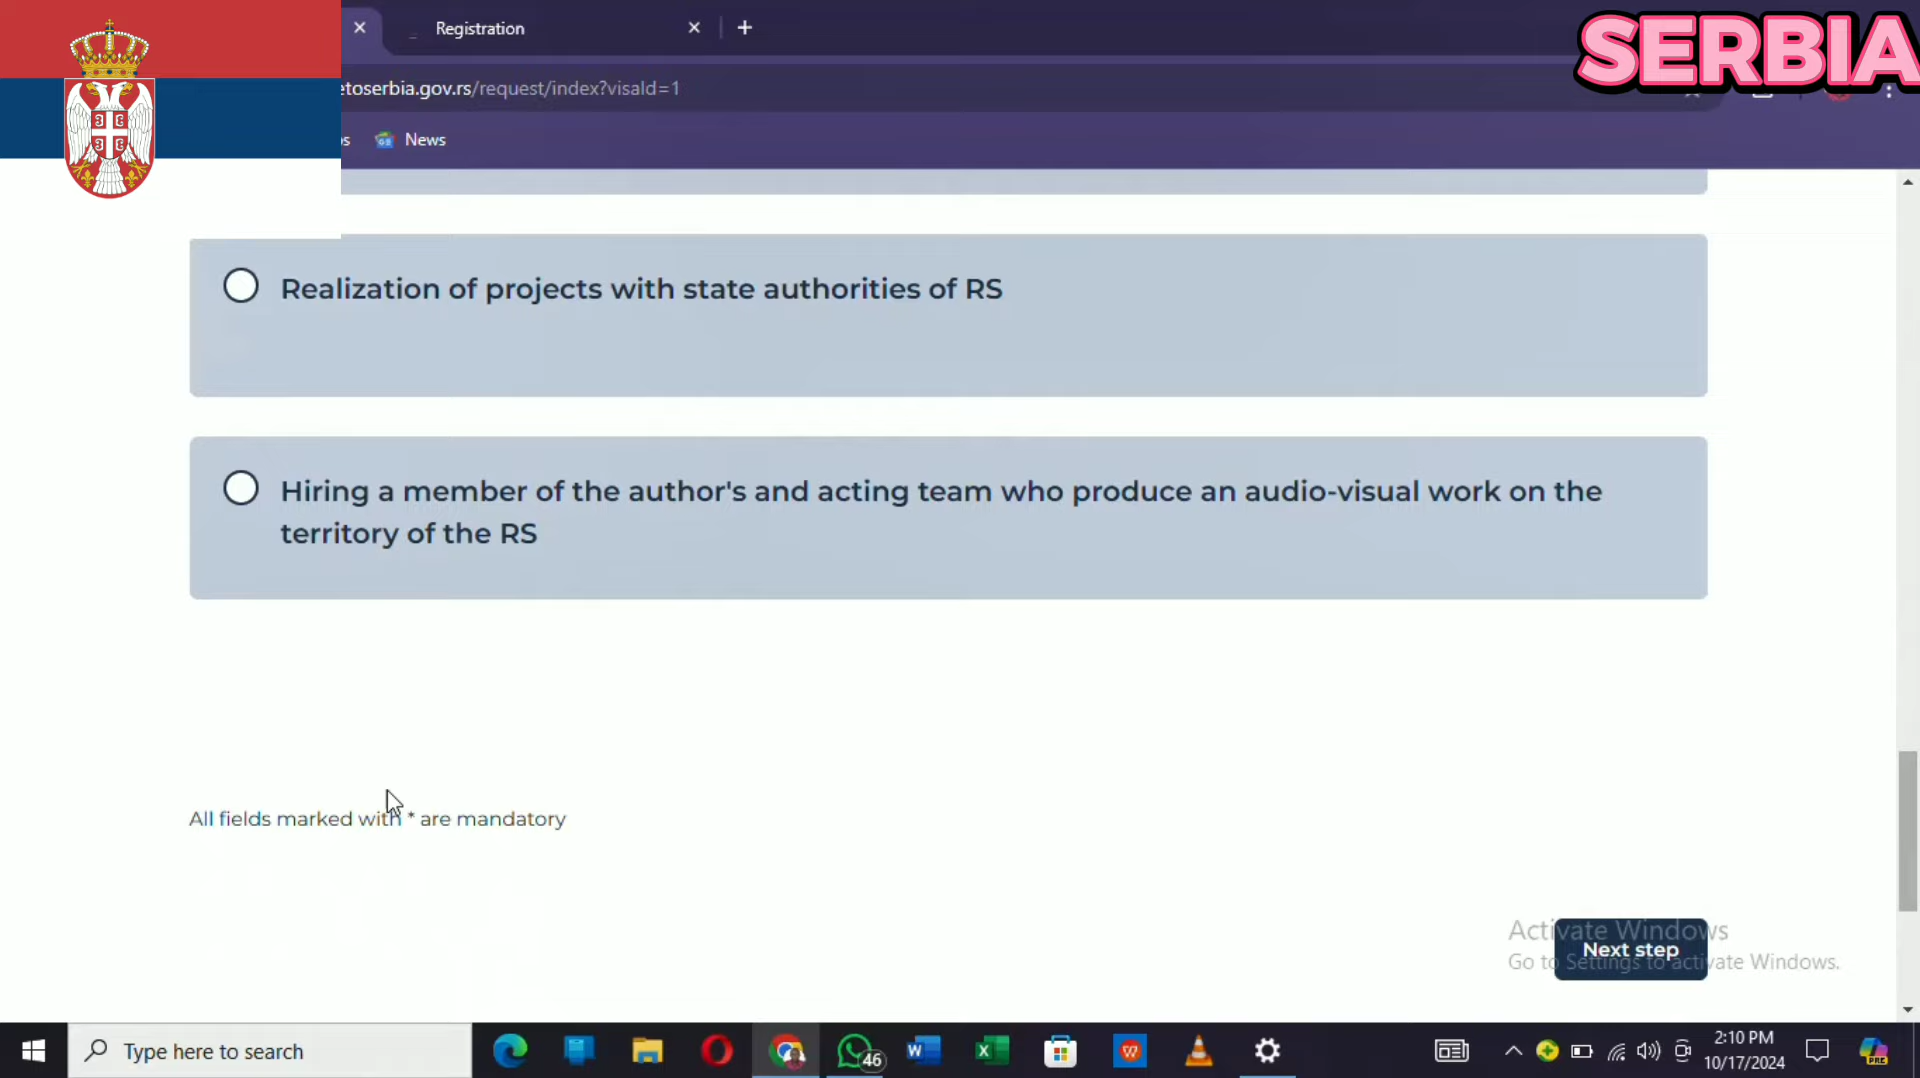 Registration
SERBIA
etoserbia.gov.rs/request/index?visaId=1
News
Realization of projects with state authorities of RS
Hiring a member of the author's and acting team who produce an audio-visual work on the
territory of the RS
All fields marked with * are mandatory
Activate Windows
Next step
Go to Settings to activate Windows.
Type here to search
46
2:10 PM
10/17/2024